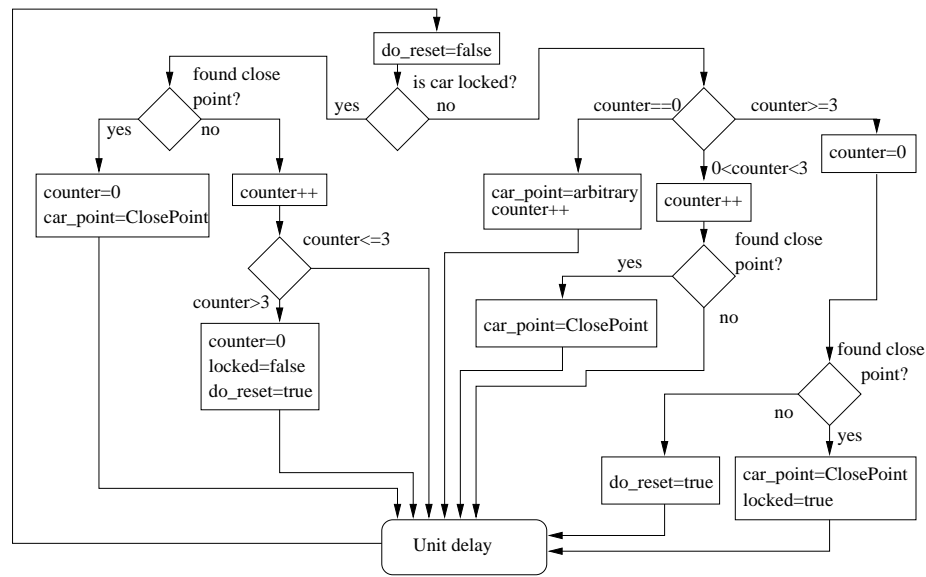 do_reset=false
is car locked?
yes
no
found close
point?
yes
no
counter=0
car_point=ClosePoint
counter++
counter<=3
counter>3
counter=0
locked=false
do_reset=true
counter==0
counter>=3
0<counter<3
car_point=arbitrary
counter++
counter++
counter=0
found close
point?
yes
no
car_point=ClosePoint
found close
point?
no
yes
do_reset=true
car_point=ClosePoint
locked=true
Unit delay